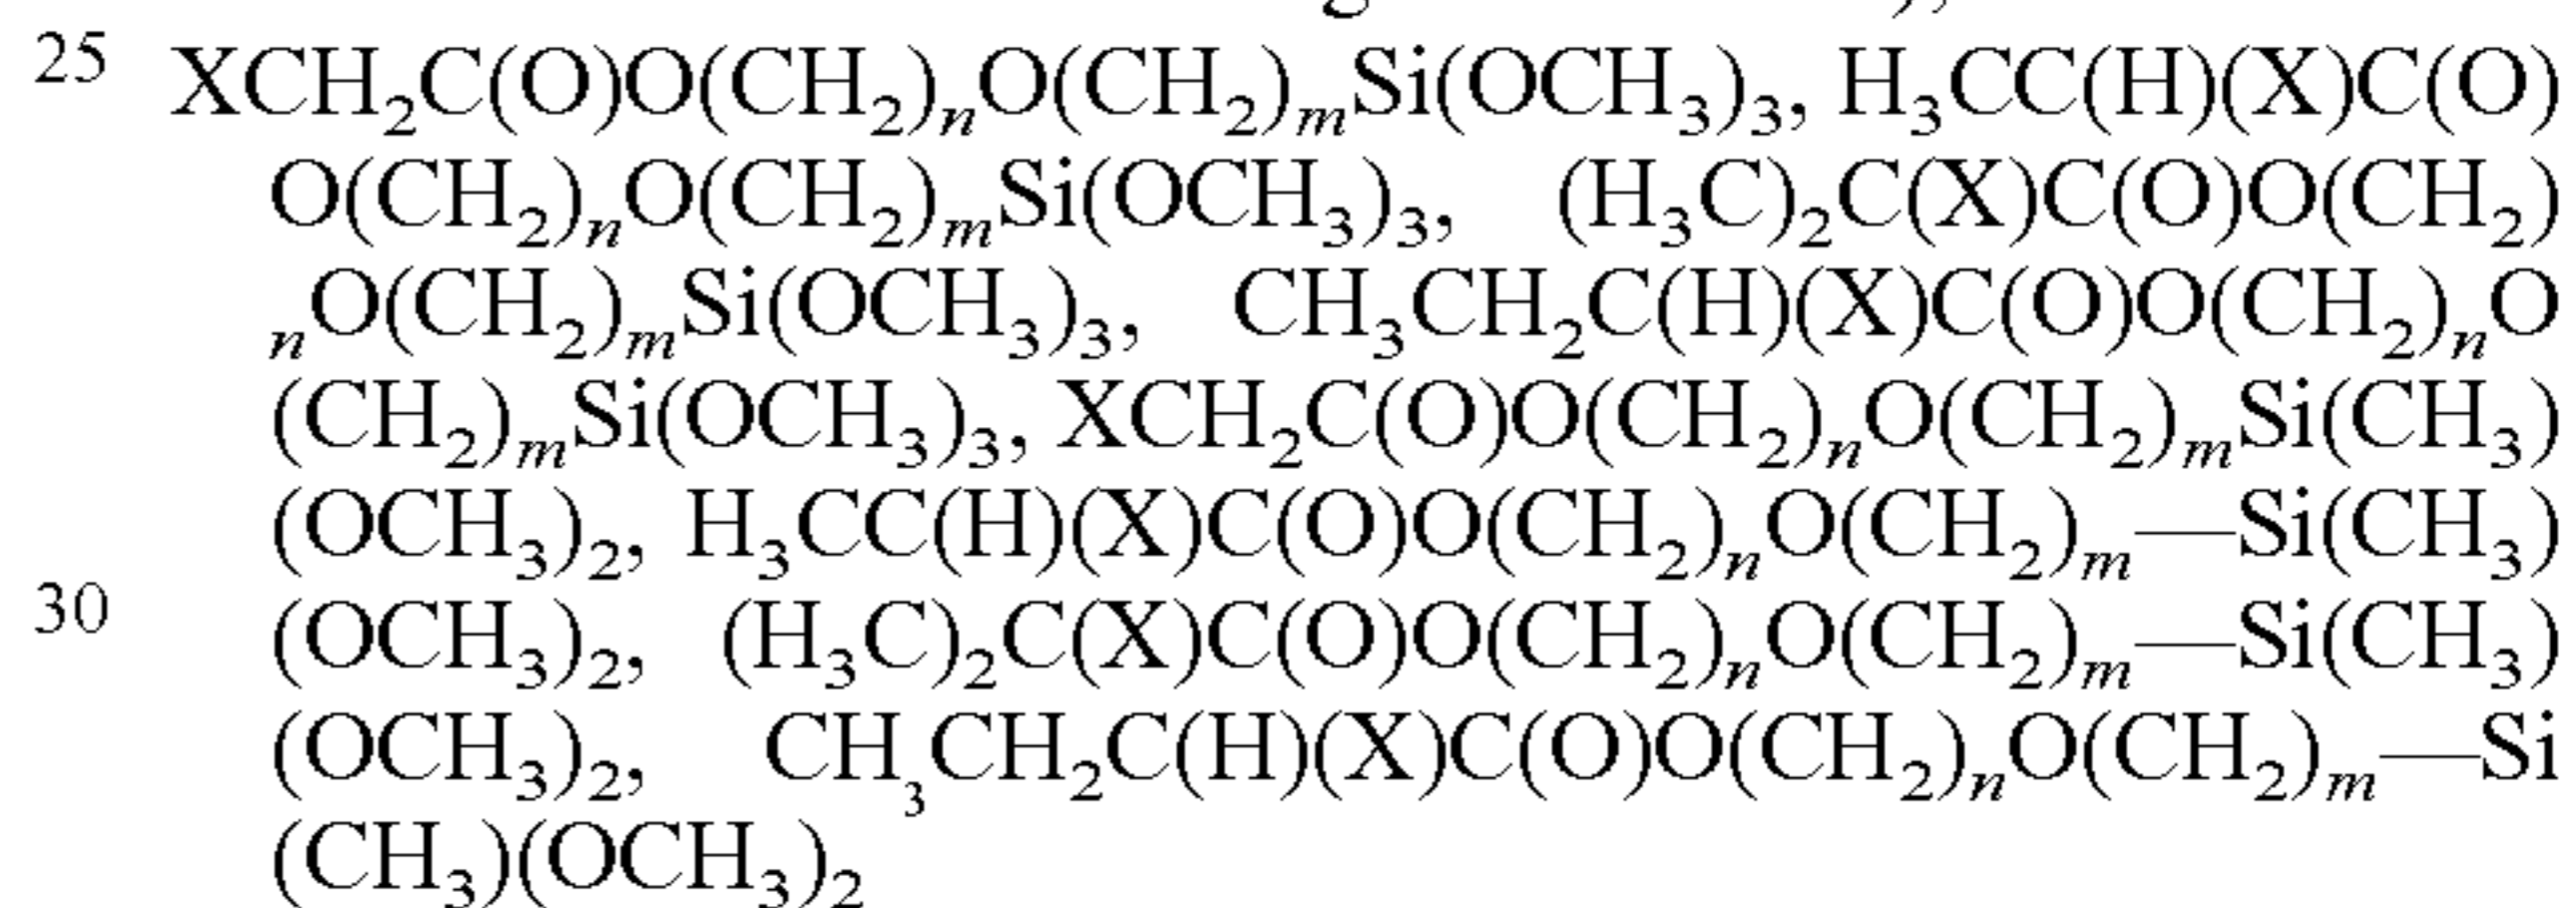 25 XCH₂C(O)O(CH₂)ₙO(CH₂)ₘSi(OCH₃)₃, H₃CC(H)(X)C(O)
O(CH₂)ₙO(CH₂)ₘSi(OCH₃)₃, (H₃C)₂C(X)C(O)O(CH₂)
ₙO(CH₂)ₘSi(OCH₃)₃, CH₃CH₂C(H)(X)C(O)O(CH₂)ₙO
(CH₂)ₘSi(OCH₃)₃, XCH₂C(O)O(CH₂)ₙO(CH₂)ₘSi(CH₃)
(OCH₃)₂, H₃CC(H)(X)C(O)O(CH₂)ₙO(CH₂)ₘ—Si(CH₃)
30 (OCH₃)₂, (H₃C)₂C(X)C(O)O(CH₂)ₙO(CH₂)ₘ—Si(CH₃)
(OCH₃)₂, CH₃CH₂C(H)(X)C(O)O(CH₂)ₙO(CH₂)ₘ—Si
(CH₃)(OCH₃)₂